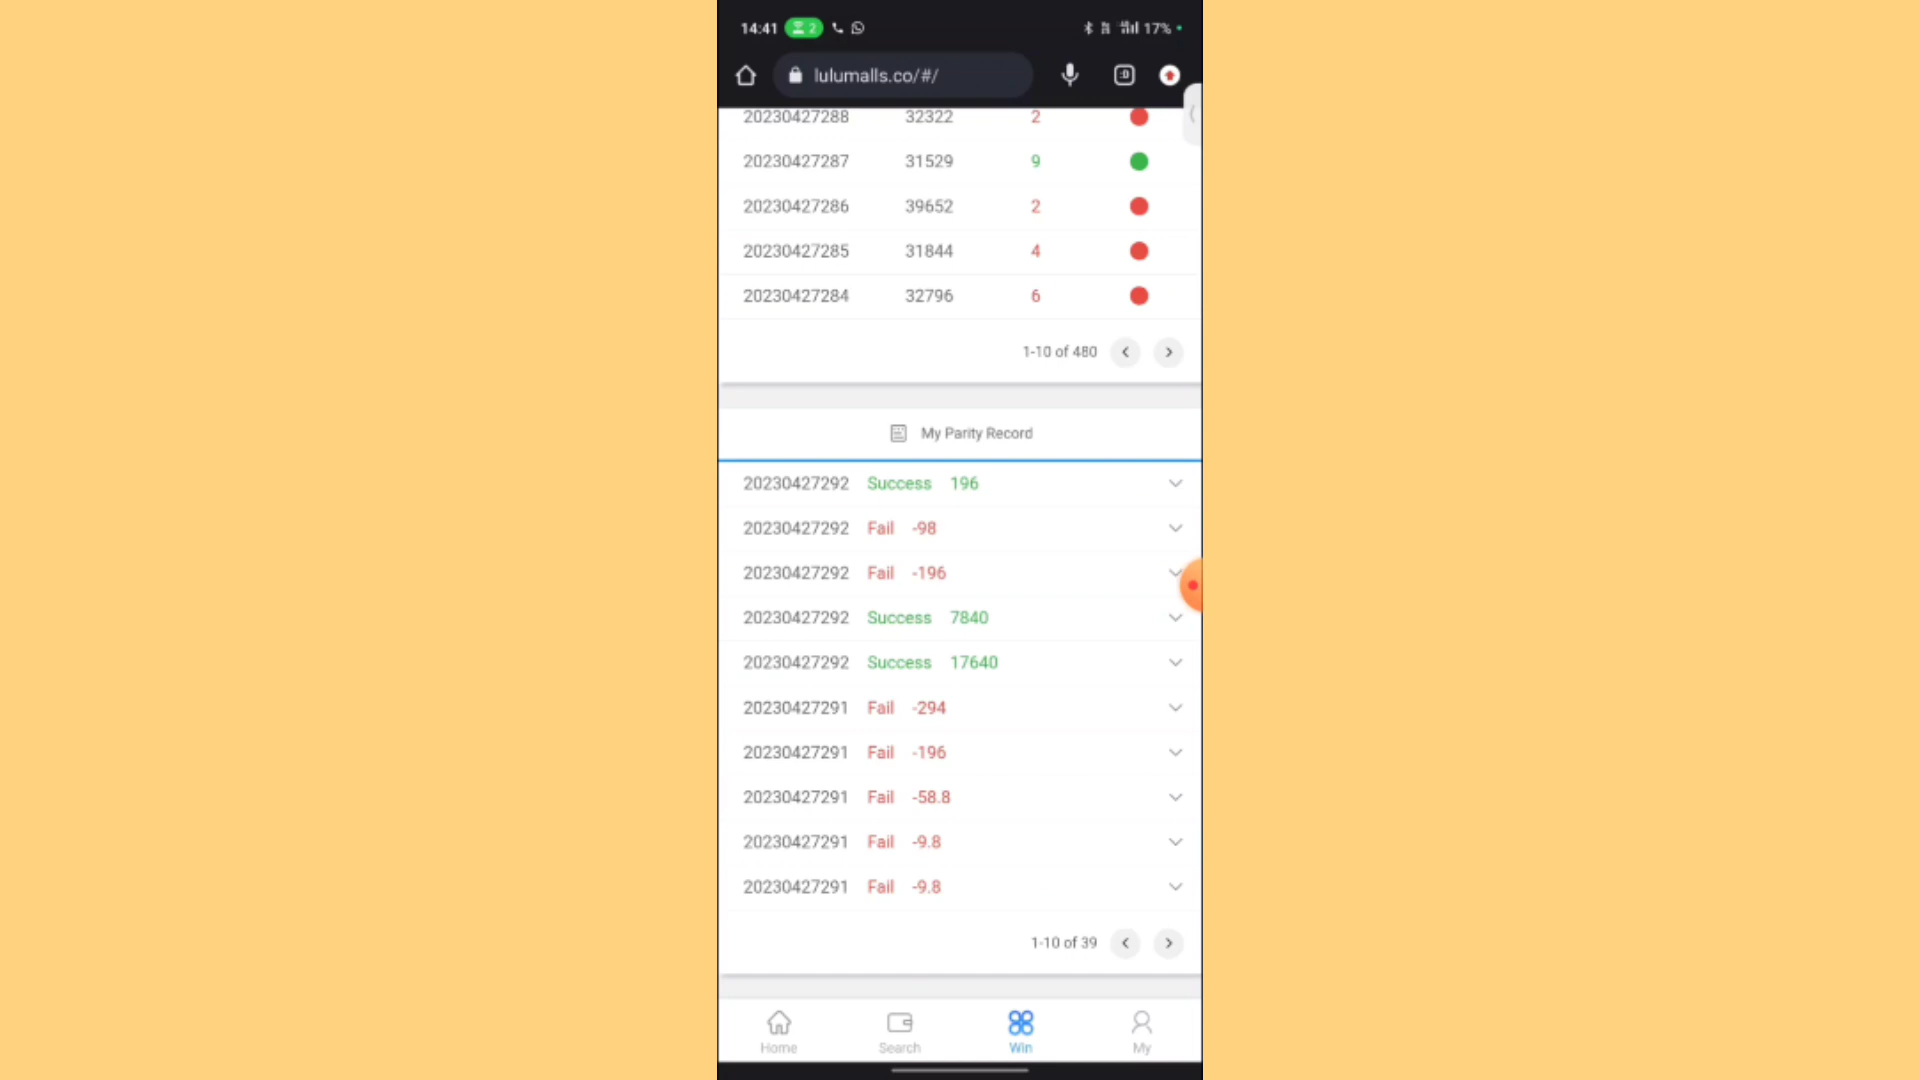 14:41 2 17%
lulumalls.co/#/ :D
20230427288 32322 2
20230427287 31529 9
20230427286 39652 2
20230427285 31844 4
20230427284 32796 6
1-10 of 480
My Parity Record
20230427292 Success 196
20230427292 Fail -98
20230427292 Fail -196
20230427292 Success 7840
20230427292 Success 17640
20230427291 Fail -294
20230427291 Fail -196
20230427291 Fail -58.8
20230427291 Fail -9.8
20230427291 Fail -9.8
1-10 of 39
Home Search Win My